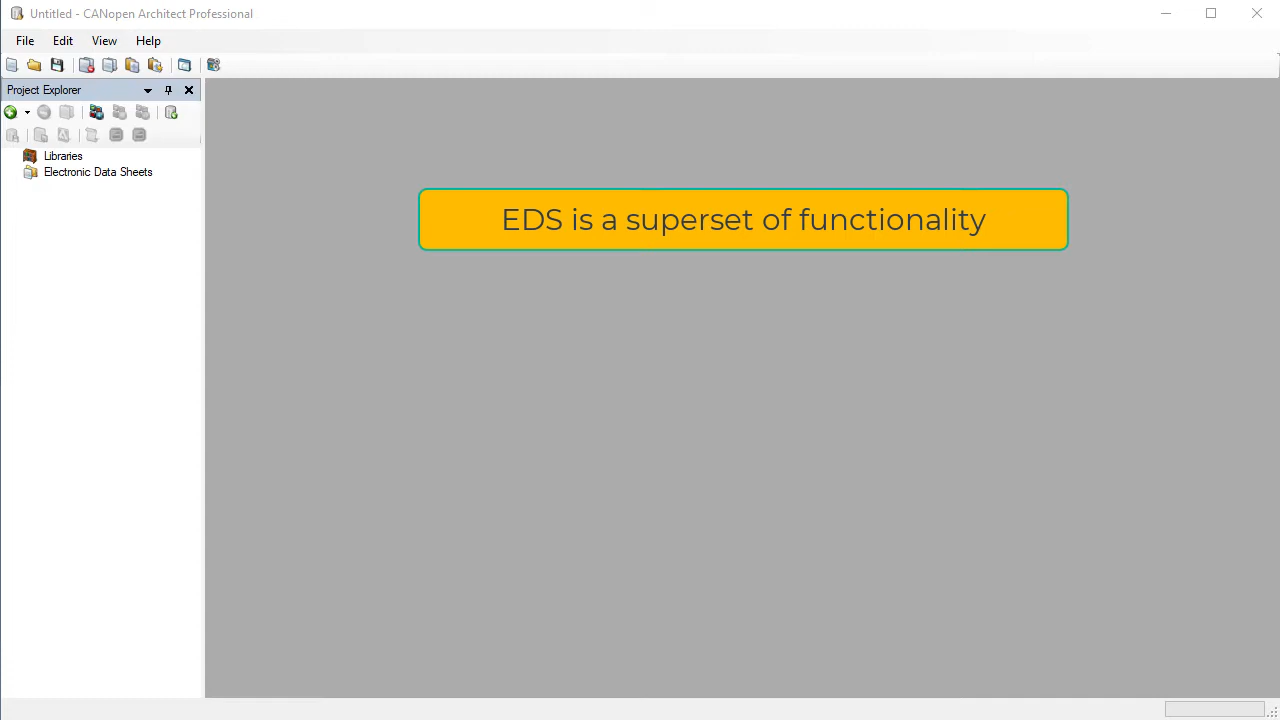 Untitled - CANopen Architect Professional
File Edit View Help
Project Explorer
Libraries
Electronic Data Sheets
EDS is a superset of functionality